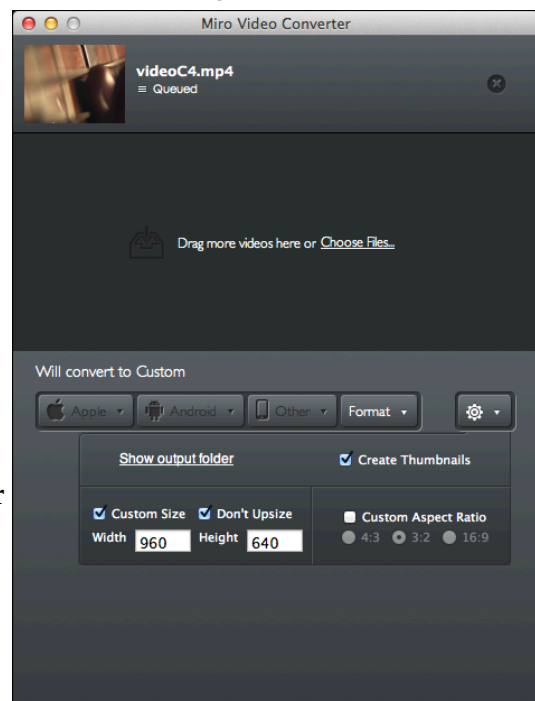 Miro Video Converter
videoC4.mp4
≡ Queued
Drag more videos here or Choose Files...
Will convert to Custom
Apple ▾ Android ▾ Other ▾ Format ▾
Show output folder Create Thumbnails
Custom Size Don't Upsize Custom Aspect Ratio
Width 960 Height 640 4:3 3:2 16:9
r